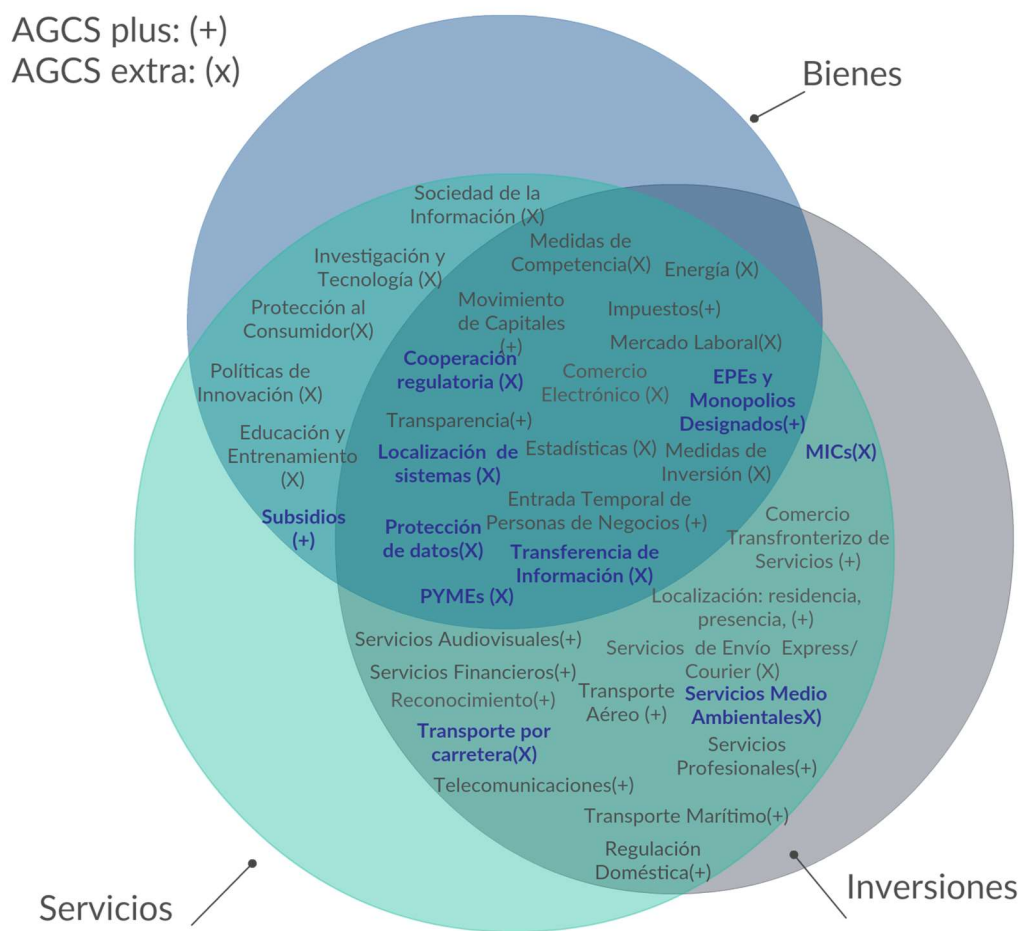 AGCS plus: (+)
AGCS extra: (x)
Bienes
Sociedad de la
Información (X)
Medidas de
Competencia(X)
Energía (X)
Investigación y
Tecnología (X)
Movimiento
de Capitales
(+)
Impuestos(+)
Protección al
Consumidor(X)
Mercado Laboral(X)
Cooperación
regulatoria (X)
Comercio
Electrónico (X)
EPEs y
Monopolios
Designados(+)
Políticas de
Innovación (X)
Transparencia(+)
Educación y
Entrenamiento
(X)
Localización  de
sistemas (X)
Estadísticas (X)
Medidas de
Inversión (X)
MICs(X)
Entrada Temporal de
Personas de Negocios (+)
Subsidios
(+)
Protección
de datos(X)
Comercio
Transfronterizo de
Servicios (+)
Transferencia de
Información (X)
PYMEs (X)
Localización: residencia,
presencia, (+)
Servicios Audiovisuales(+)
Servicios  de Envío  Express/
Courier (X)
Servicios Financieros(+)
Reconocimiento(+)
Transporte
Aéreo (+)
Servicios Medio
AmbientalesX)
Transporte por
carretera(X)
Servicios
Profesionales(+)
Telecomunicaciones(+)
Transporte Marítimo(+)
Regulación
Doméstica(+)
Servicios
Inversiones